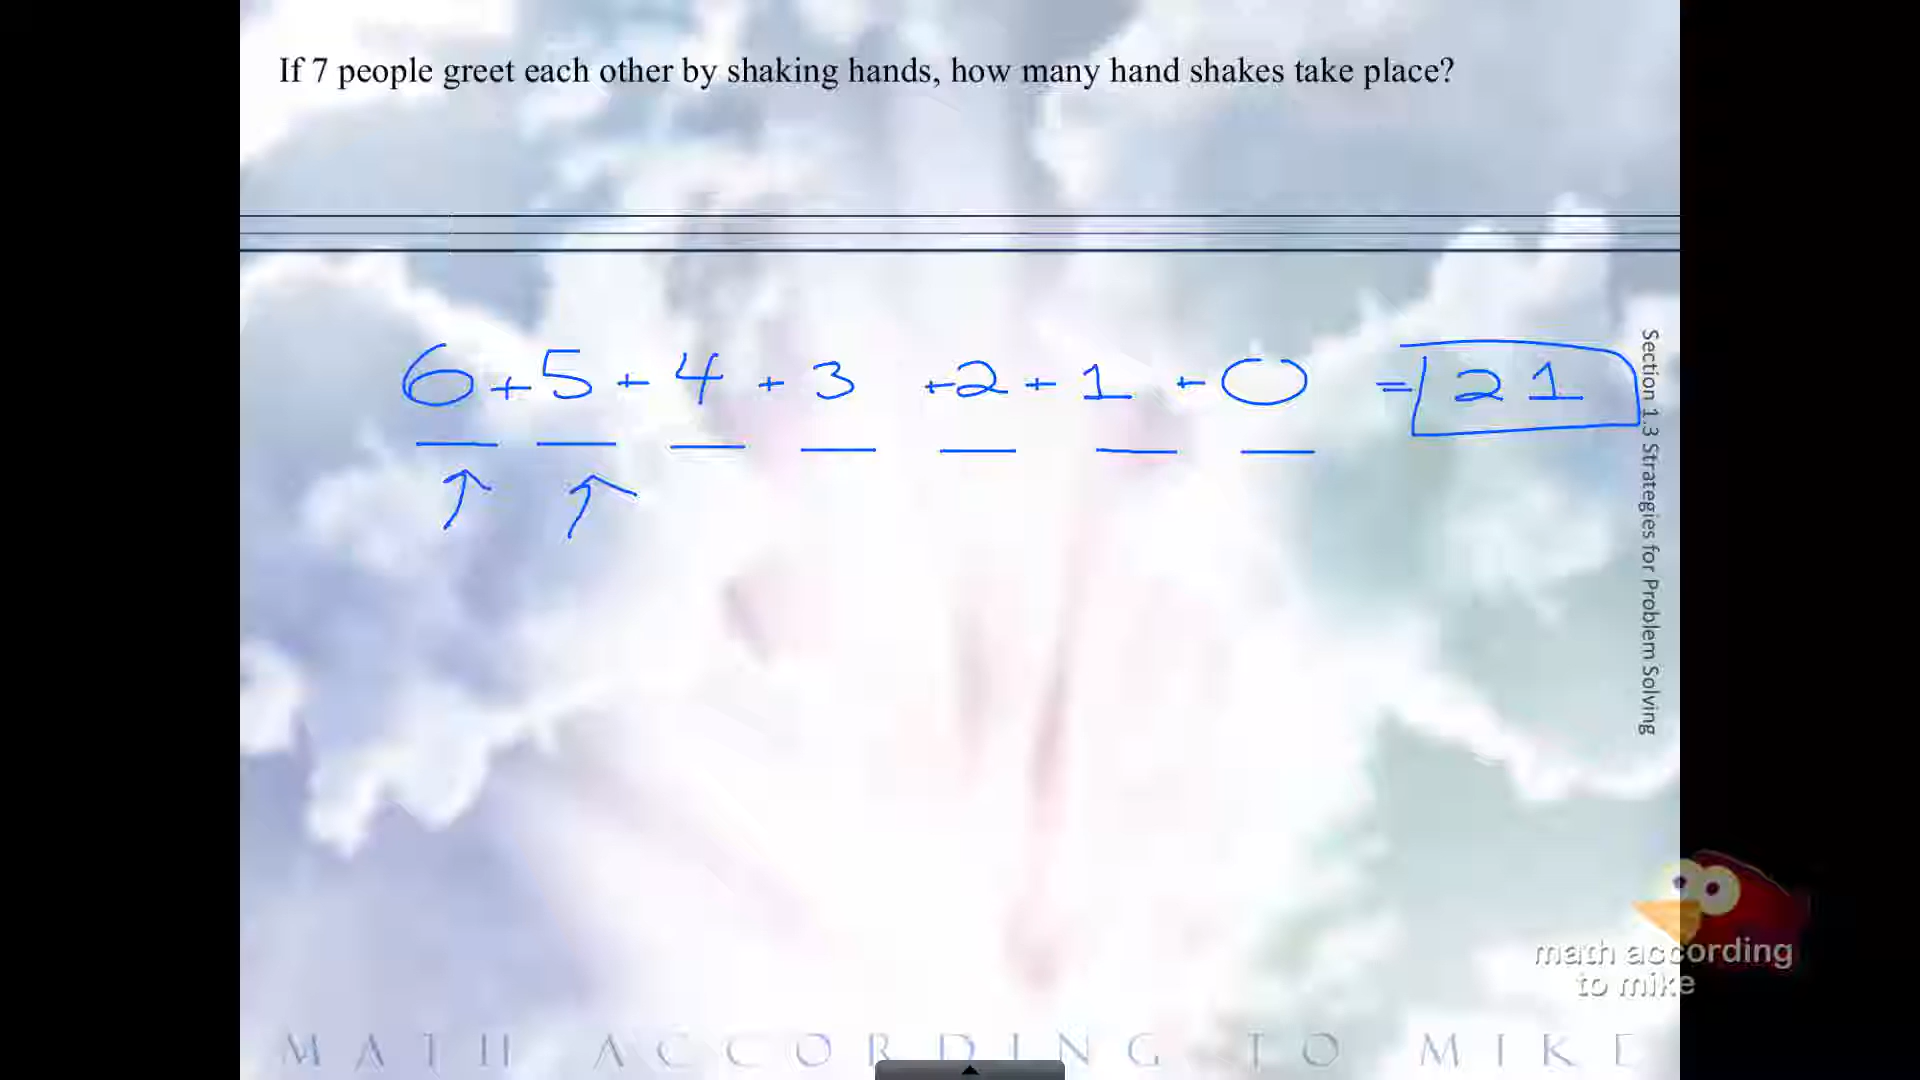 If 7 people greet each other by shaking hands, how many hand shakes take place?
6 + 5 + 4 + 3 + 2 + 1 + 0 = 21
Section 1.3 Strategies for Problem Solving
math according
to mike
MATH ACCORDING TO MIKE